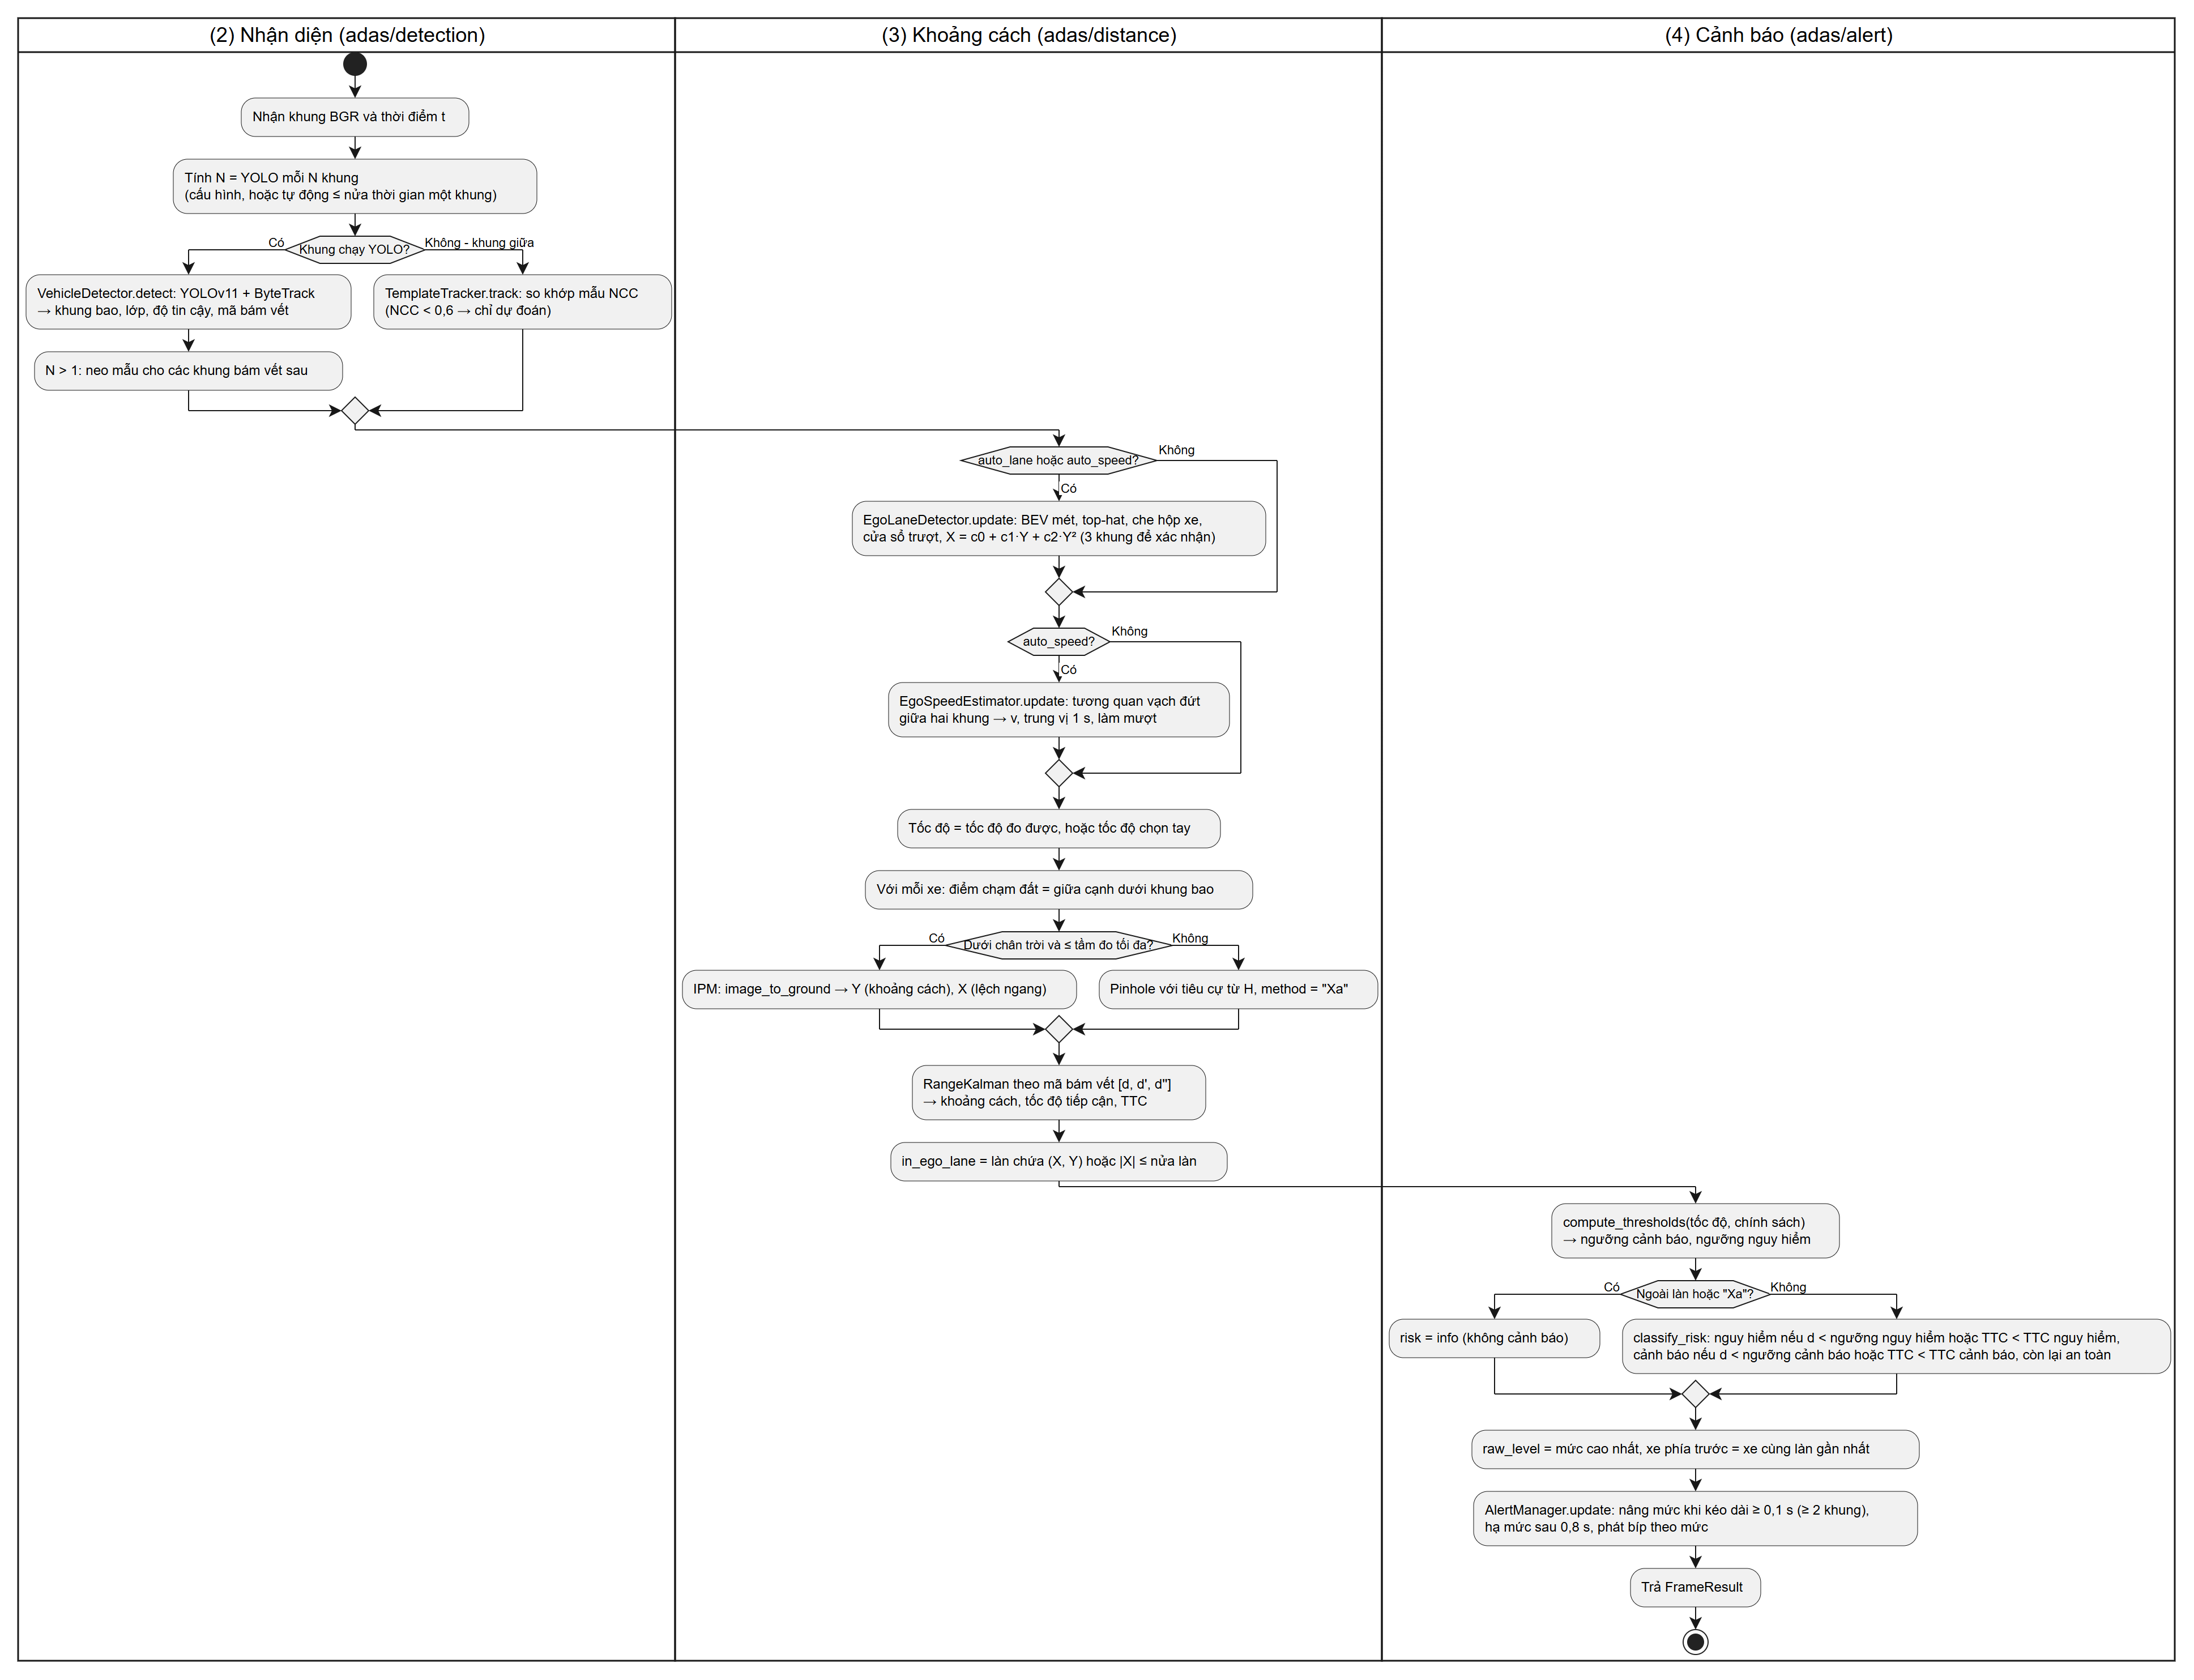 (2) Nhận diện (adas/detection)
(3) Khoảng cách (adas/distance)
(4) Cảnh báo (adas/alert)
Nhận khung BGR và thời điểm t
Tính N = YOLO mỗi N khung
(cấu hình, hoặc tự động ≤ nửa thời gian một khung)
Có
Khung chạy YOLO?
Không - khung giữa
VehicleDetector.detect: YOLOv11 + ByteTrack
→ khung bao, lớp, độ tin cậy, mã bám vết
TemplateTracker.track: so khớp mẫu NCC
(NCC < 0,6 → chỉ dự đoán)
N > 1: neo mẫu cho các khung bám vết sau
auto_lane hoặc auto_speed?
Không
Có
EgoLaneDetector.update: BEV mét, top-hat, che hộp xe,
cửa sổ trượt, X = c0 + c1·Y + c2·Y² (3 khung để xác nhận)
auto_speed?
Không
Có
EgoSpeedEstimator.update: tương quan vạch đứt
giữa hai khung → v, trung vị 1 s, làm mượt
Tốc độ = tốc độ đo được, hoặc tốc độ chọn tay
Với mỗi xe: điểm chạm đất = giữa cạnh dưới khung bao
Có
Dưới chân trời và ≤ tầm đo tối đa?
Không
IPM: image_to_ground → Y (khoảng cách), X (lệch ngang)
Pinhole với tiêu cự từ H, method = "Xa"
RangeKalman theo mã bám vết [d, d', d'']
→ khoảng cách, tốc độ tiếp cận, TTC
in_ego_lane = làn chứa (X, Y) hoặc |X| ≤ nửa làn
compute_thresholds(tốc độ, chính sách)
→ ngưỡng cảnh báo, ngưỡng nguy hiểm
Có
Ngoài làn hoặc "Xa"?
Không
risk = info (không cảnh báo)
classify_risk: nguy hiểm nếu d < ngưỡng nguy hiểm hoặc TTC < TTC nguy hiểm,
cảnh báo nếu d < ngưỡng cảnh báo hoặc TTC < TTC cảnh báo, còn lại an toàn
raw_level = mức cao nhất, xe phía trước = xe cùng làn gần nhất
AlertManager.update: nâng mức khi kéo dài ≥ 0,1 s (≥ 2 khung),
hạ mức sau 0,8 s, phát bíp theo mức
Trả FrameResult